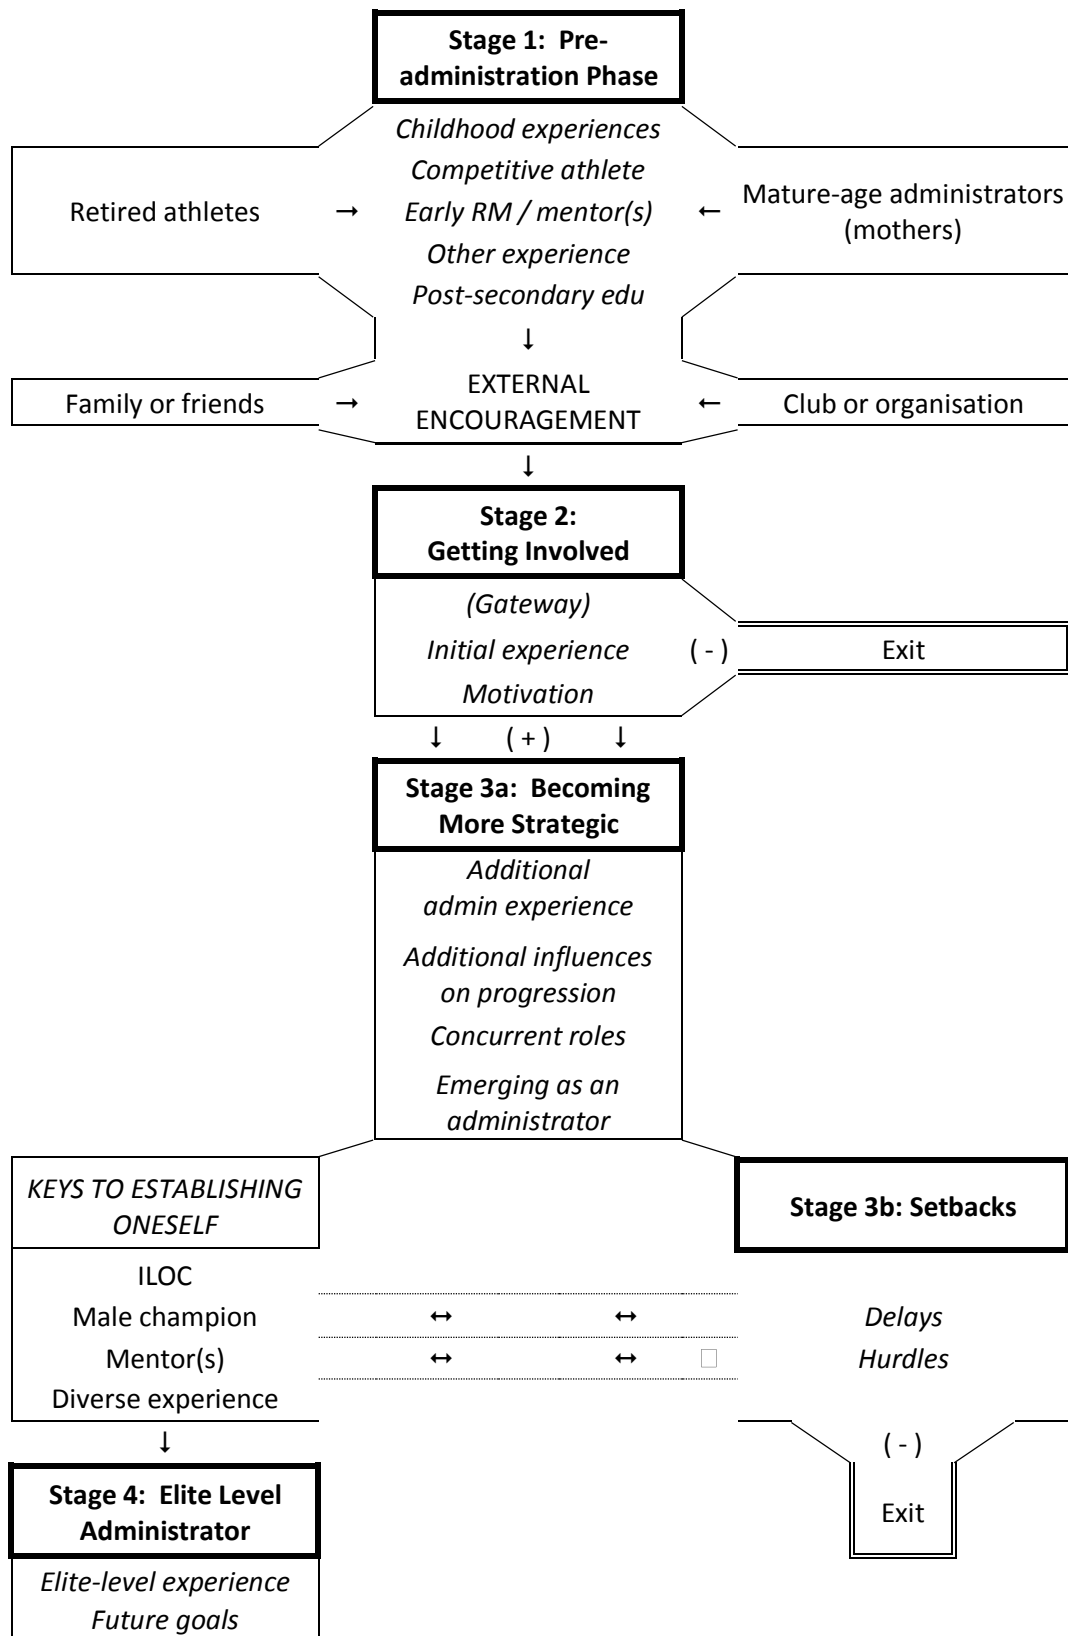 Stage 1:  Pre-
administration Phase
Childhood experiences
Competitive athlete
Retired athletes → Early RM / mentor(s) ← Mature-age administrators
(mothers)
Other experience
Post-secondary edu
↓
Family or friends → EXTERNAL
ENCOURAGEMENT ← Club or organisation
↓
Stage 2:
Getting Involved
(Gateway)
Initial experience ( - ) Exit
Motivation
↓ ( + ) ↓
Stage 3a:  Becoming
More Strategic
Additional
admin experience
Additional influences
on progression
Concurrent roles
Emerging as an
administrator
KEYS TO ESTABLISHING
ONESELF
Stage 3b: Setbacks
ILOC
Male champion ↔ ↔ Delays
Mentor(s) ↔ ↔ Hurdles
Diverse experience
↓ ( - )
Stage 4:  Elite Level
Administrator
Exit
Elite-level experience
Future goals